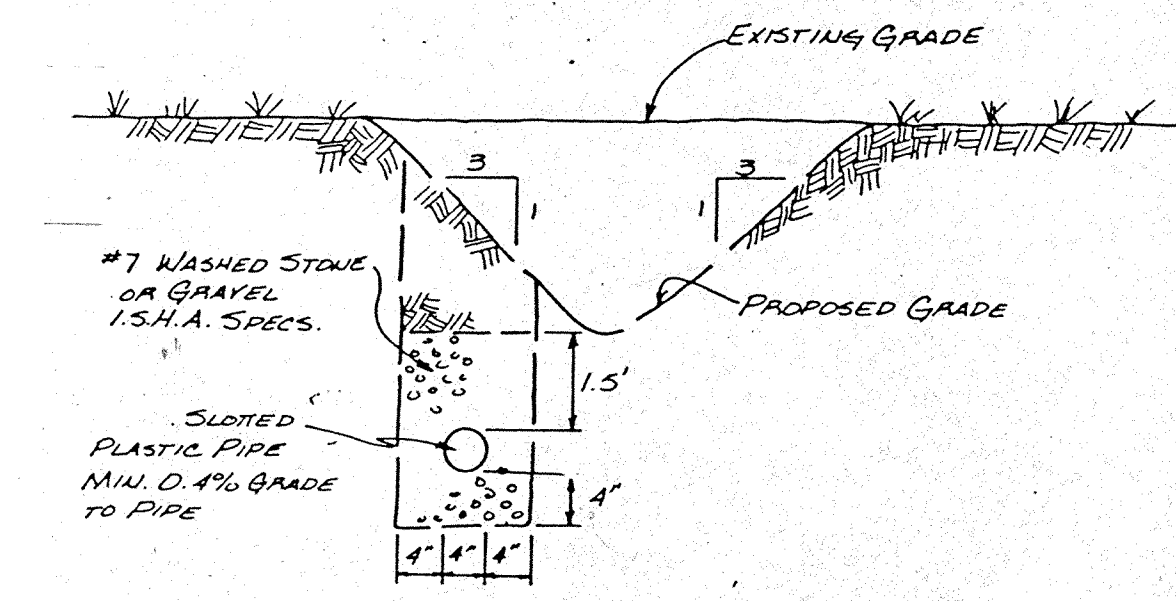 EXISTING GRADE
3
1
3
1
#7 WASHED STONE
OR GRAVEL
I.S.H.A. SPECS.
PROPOSED GRADE
1.5'
SLOTTED
PLASTIC PIPE
MIN. 0.4% GRADE
TO PIPE
4"
4" 4" 4"